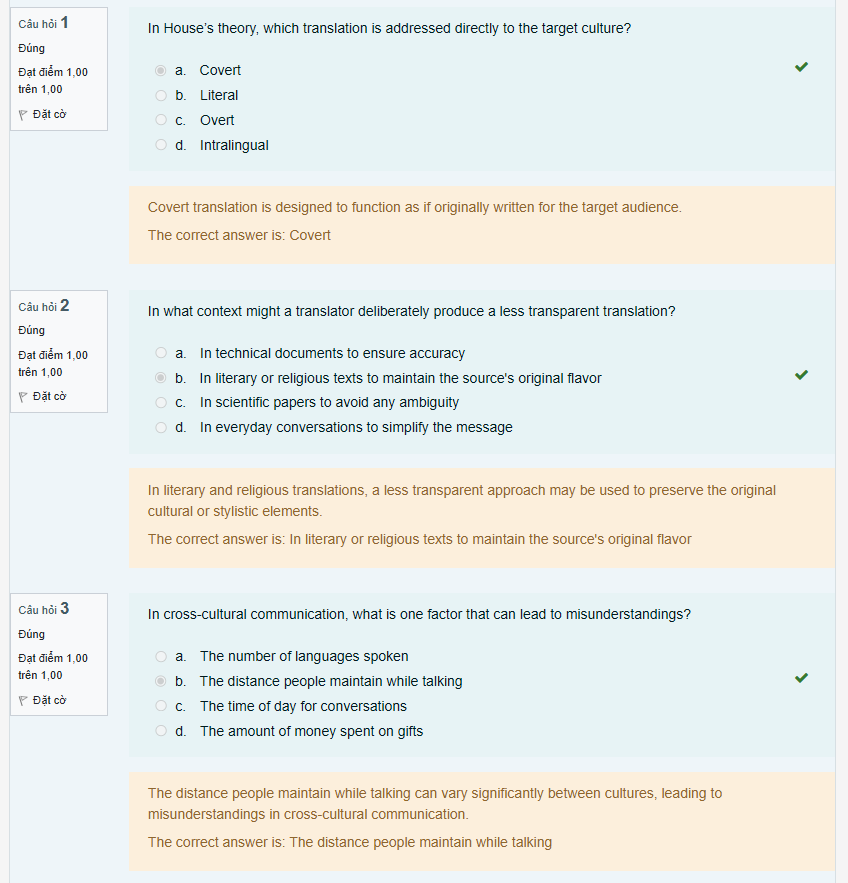 Câu hỏi 1
Đúng
Đạt điểm 1,00
trên 1,00
Đặt cờ
In House's theory, which translation is addressed directly to the target culture?
a. Covert
b. Literal
c. Overt
d. Intralingual
Covert translation is designed to function as if originally written for the target audience.
The correct answer is: Covert
Câu hỏi 2
Đúng
Đạt điểm 1,00
trên 1,00
Đặt cờ
In what context might a translator deliberately produce a less transparent translation?
a. In technical documents to ensure accuracy
b. In literary or religious texts to maintain the source's original flavor
c. In scientific papers to avoid any ambiguity
d. In everyday conversations to simplify the message
In literary and religious translations, a less transparent approach may be used to preserve the original
cultural or stylistic elements.
The correct answer is: In literary or religious texts to maintain the source's original flavor
Câu hỏi 3
Đúng
Đạt điểm 1,00
trên 1,00
Đặt cờ
In cross-cultural communication, what is one factor that can lead to misunderstandings?
a. The number of languages spoken
b. The distance people maintain while talking
c. The time of day for conversations
d. The amount of money spent on gifts
The distance people maintain while talking can vary significantly between cultures, leading to
misunderstandings in cross-cultural communication.
The correct answer is: The distance people maintain while talking